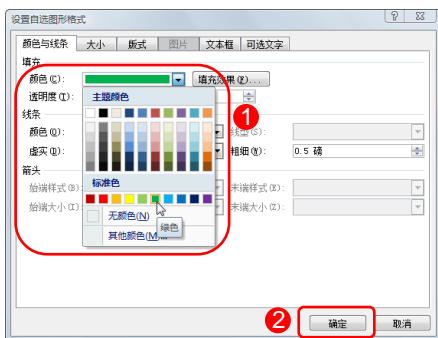 设置自选图形格式
颜色与线条 大小 版式 图片 文本框 可选文字
填充
颜色(C): 填充效果(F)...
透明度(T): 主题颜色
1
线条
颜色(O): 线型(S):
虚实(D): 粗细(W): 0.5 磅
箭头
标准色
始端样式(B): 末端样式(E):
始端大小(I): 末端大小(Z):
无颜色(N)
绿色
其他颜色(M)...
2
确定 取消